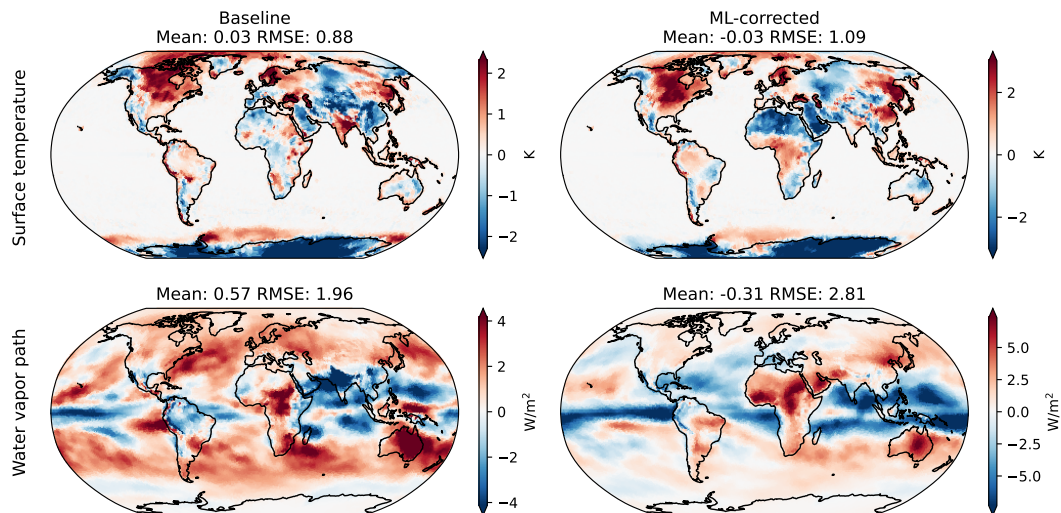 Baseline
Mean: 0.03 RMSE: 0.88
ML-corrected
Mean: -0.03 RMSE: 1.09
Surface temperature
2
1
0
−1
−2
K
2
0
−2
K
Mean: 0.57 RMSE: 1.96
Mean: -0.31 RMSE: 2.81
Water vapor path
4
2
0
−2
−4
W/m²
5.0
2.5
0.0
−2.5
−5.0
W/m²